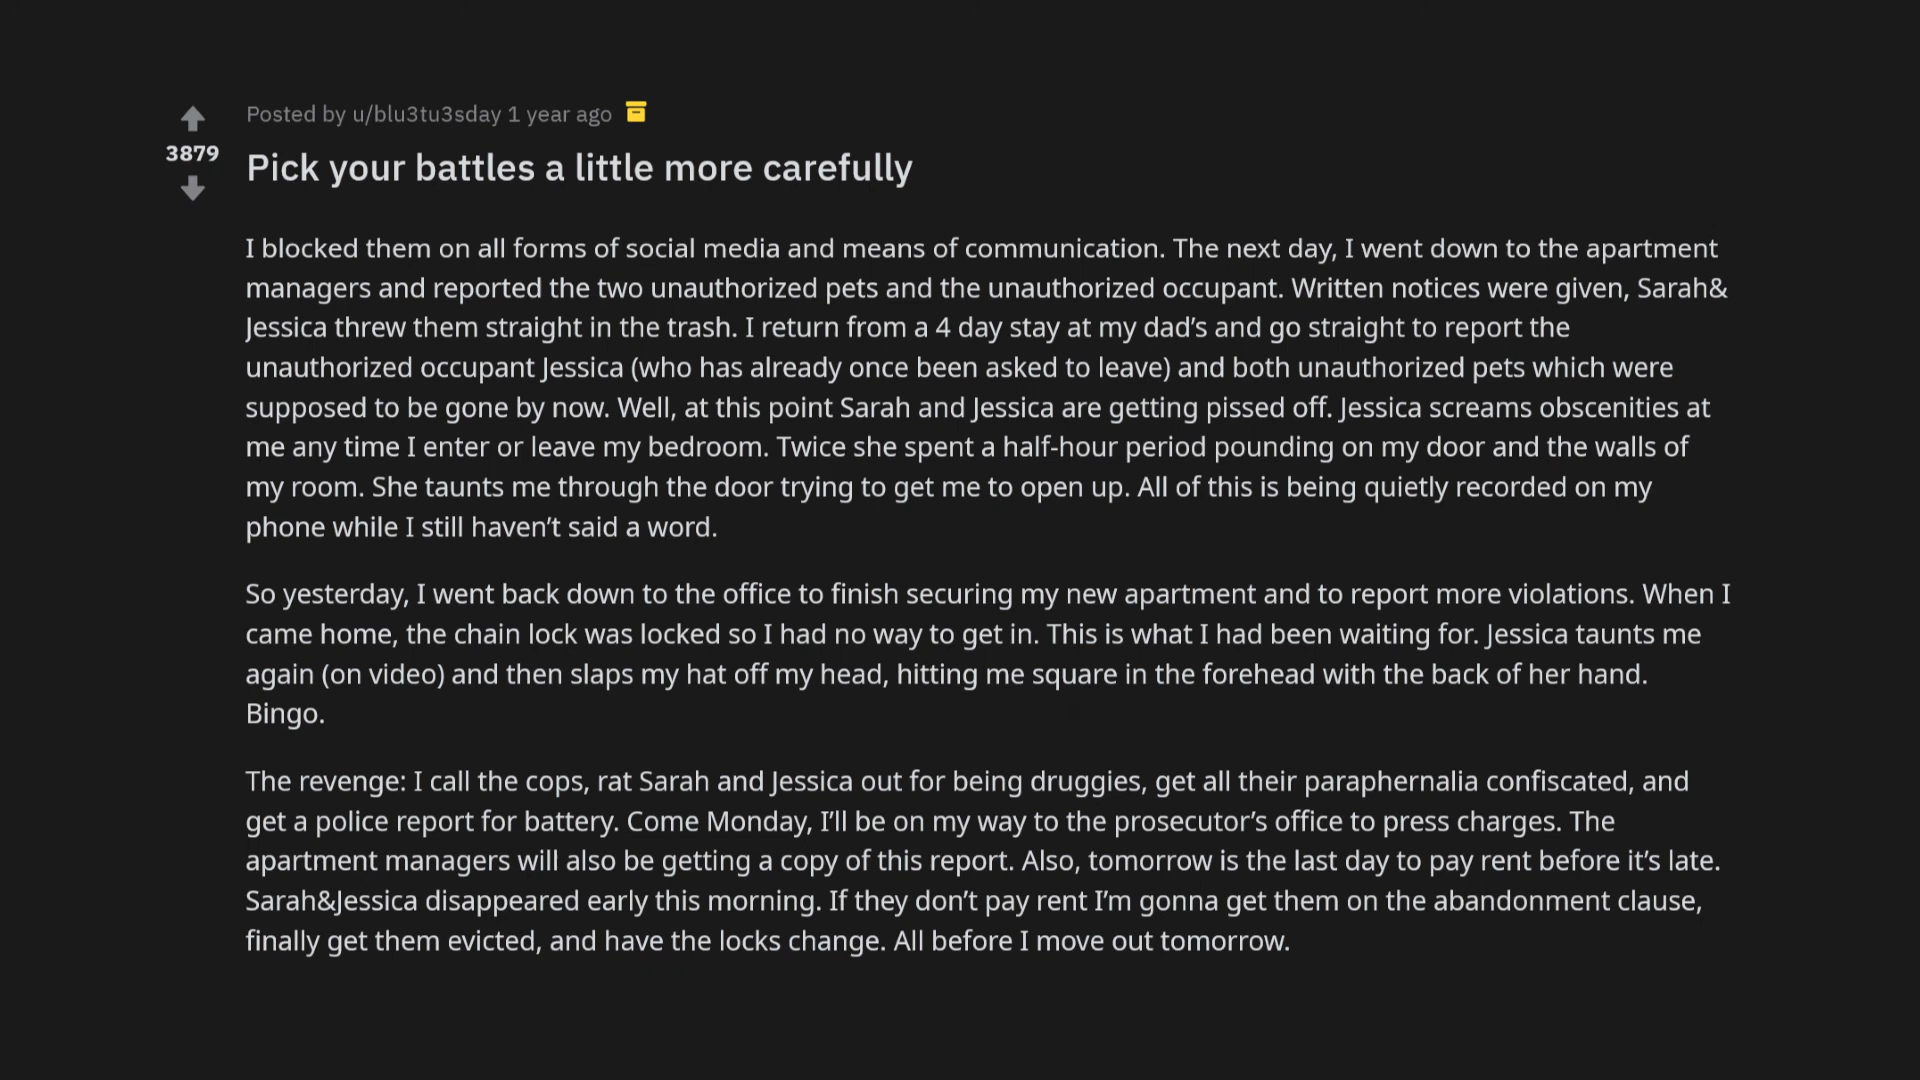 Posted by u/blu3tu3sday 1 year ago
3879
Pick your battles a little more carefully
I blocked them on all forms of social media and means of communication. The next day, I went down to the apartment
managers and reported the two unauthorized pets and the unauthorized occupant. Written notices were given, Sarah&
Jessica threw them straight in the trash. I return from a 4 day stay at my dad’s and go straight to report the
unauthorized occupant Jessica (who has already once been asked to leave) and both unauthorized pets which were
supposed to be gone by now. Well, at this point Sarah and Jessica are getting pissed off. Jessica screams obscenities at
me any time I enter or leave my bedroom. Twice she spent a half-hour period pounding on my door and the walls of
my room. She taunts me through the door trying to get me to open up. All of this is being quietly recorded on my
phone while I still haven’t said a word.
So yesterday, I went back down to the office to finish securing my new apartment and to report more violations. When I
came home, the chain lock was locked so I had no way to get in. This is what I had been waiting for. Jessica taunts me
again (on video) and then slaps my hat off my head, hitting me square in the forehead with the back of her hand.
Bingo.
The revenge: I call the cops, rat Sarah and Jessica out for being druggies, get all their paraphernalia confiscated, and
get a police report for battery. Come Monday, I’ll be on my way to the prosecutor’s office to press charges. The
apartment managers will also be getting a copy of this report. Also, tomorrow is the last day to pay rent before it’s late.
Sarah&Jessica disappeared early this morning. If they don’t pay rent I’m gonna get them on the abandonment clause,
finally get them evicted, and have the locks change. All before I move out tomorrow.